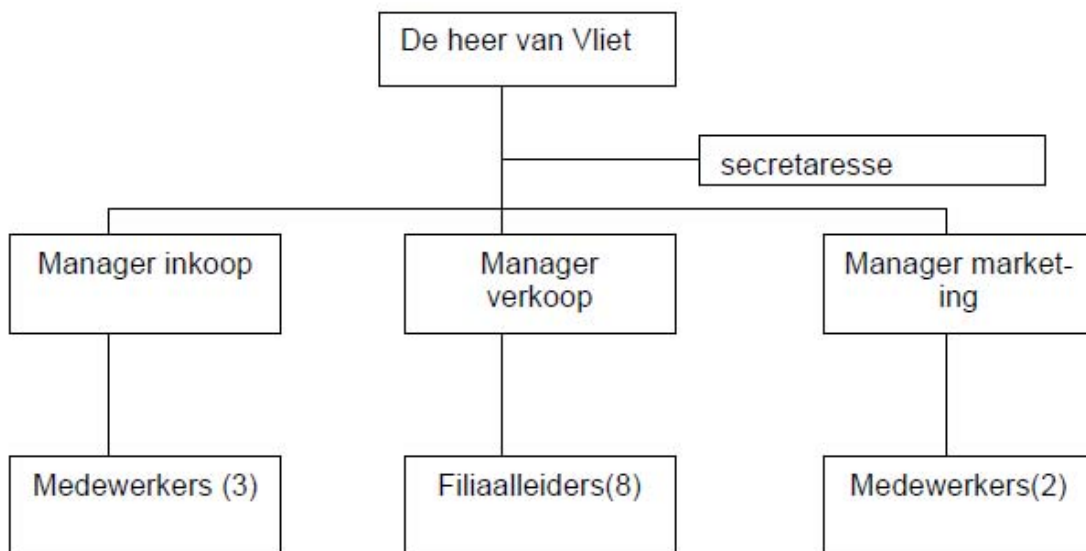 De heer van Vliet
secretaresse
Manager inkoop
Manager
verkoop
Manager market-
ing
Medewerkers (3)
Filiaalleiders(8)
Medewerkers(2)